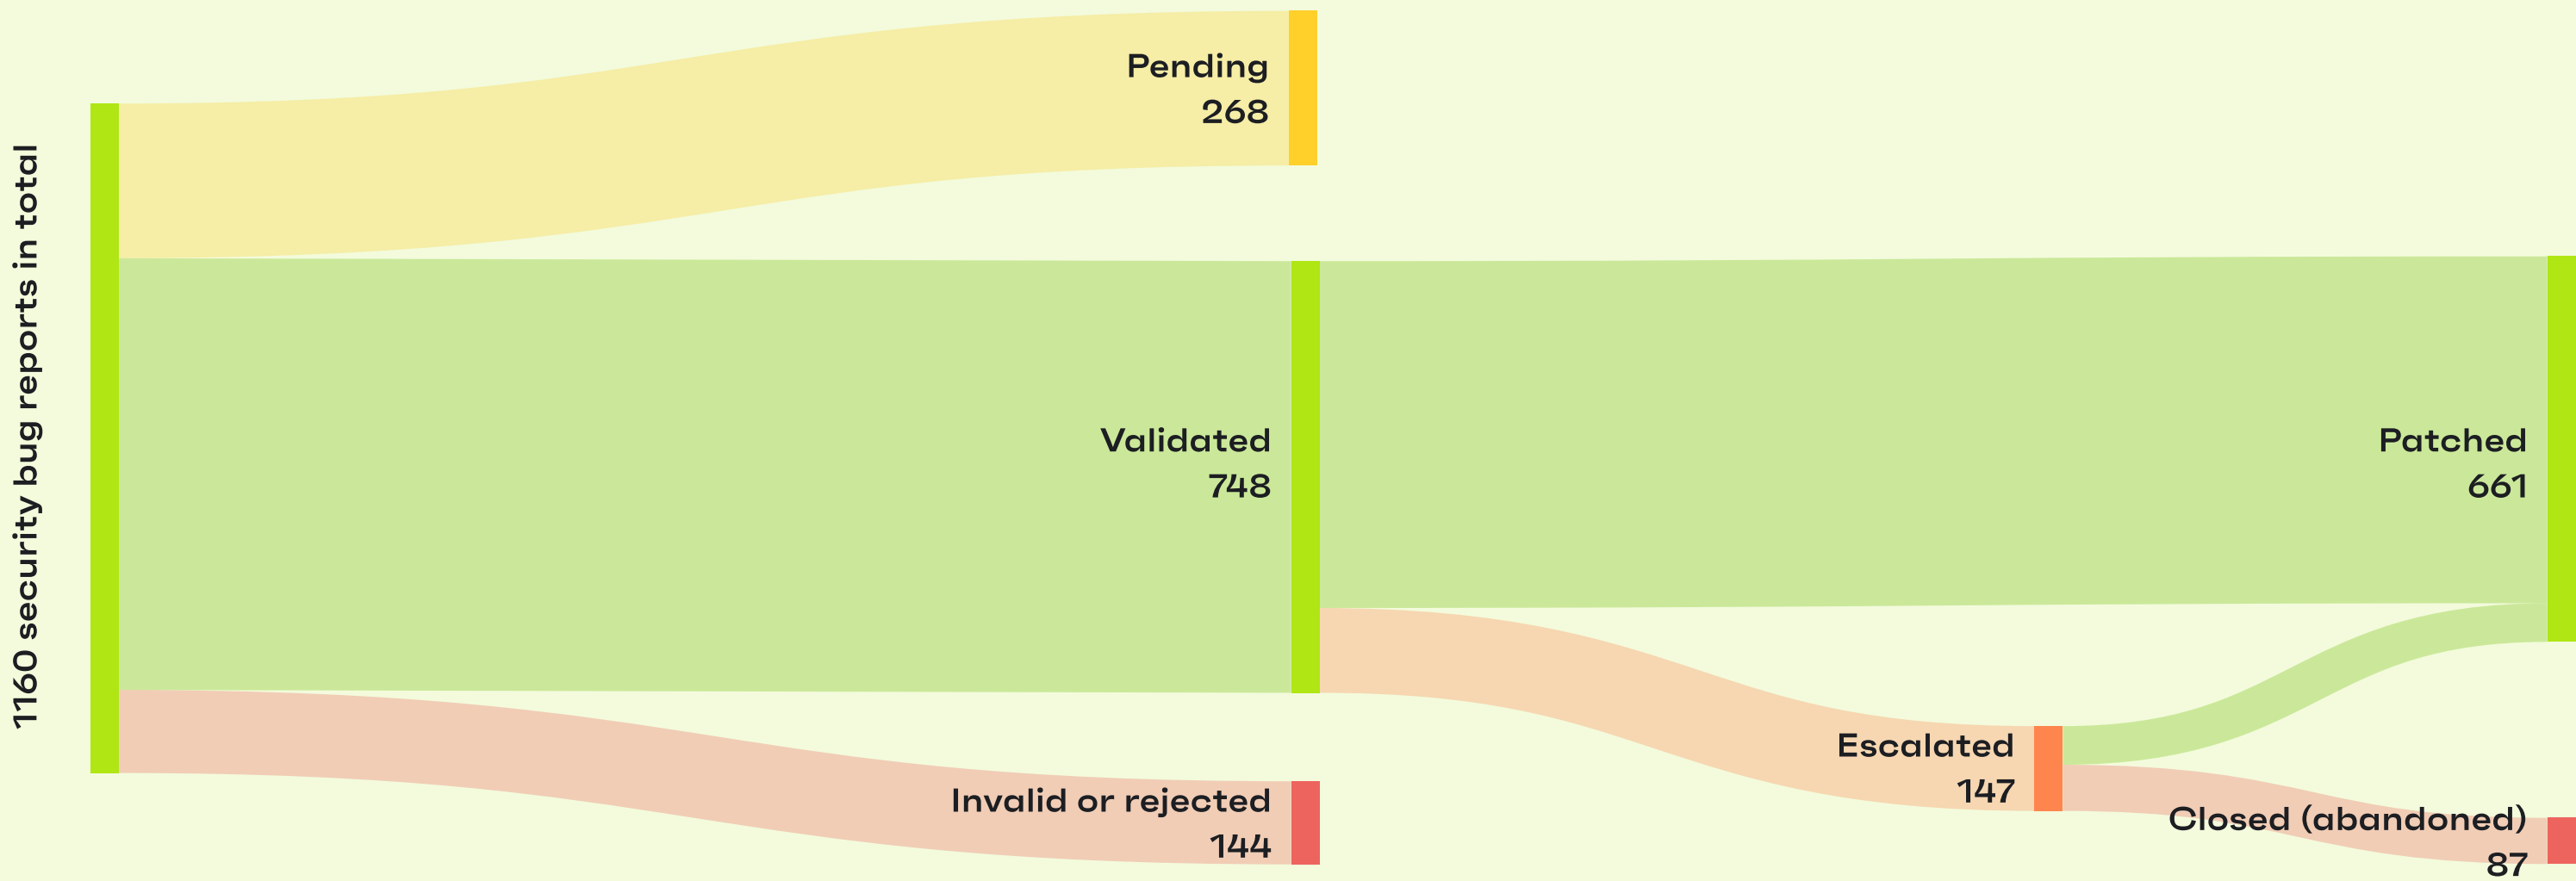 1160 security bug reports in total
Pending
268
Validated
748
Patched
661
Escalated
147
Invalid or rejected
144
Closed (abandoned)
87